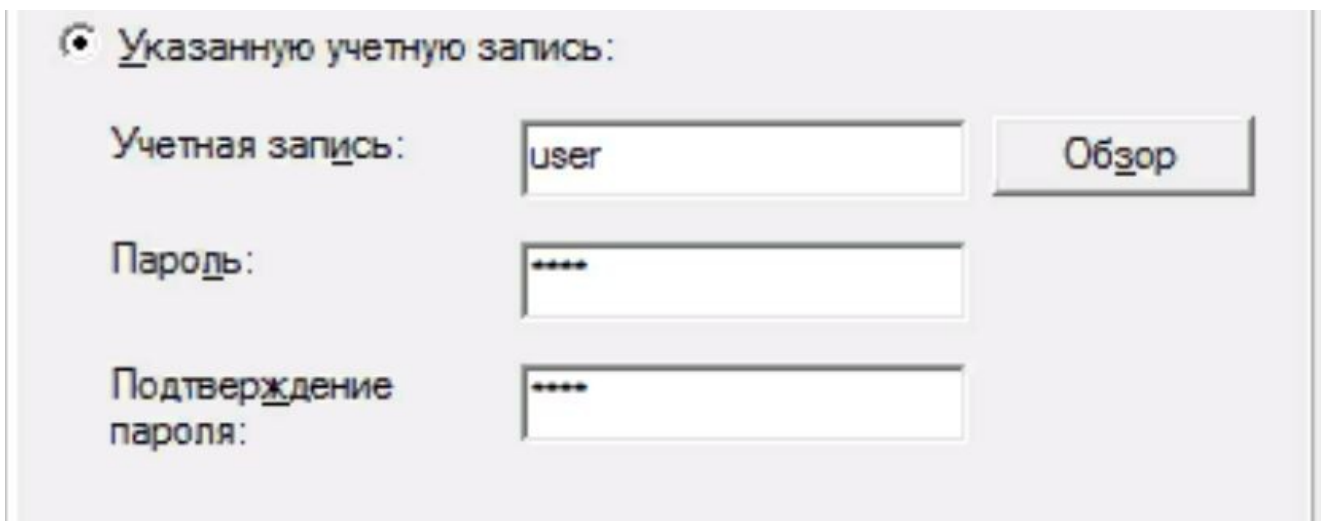 Указанную учетную запись:
Учетная запись: user Обзор
Пароль: ****
Подтверждение
пароля: ****